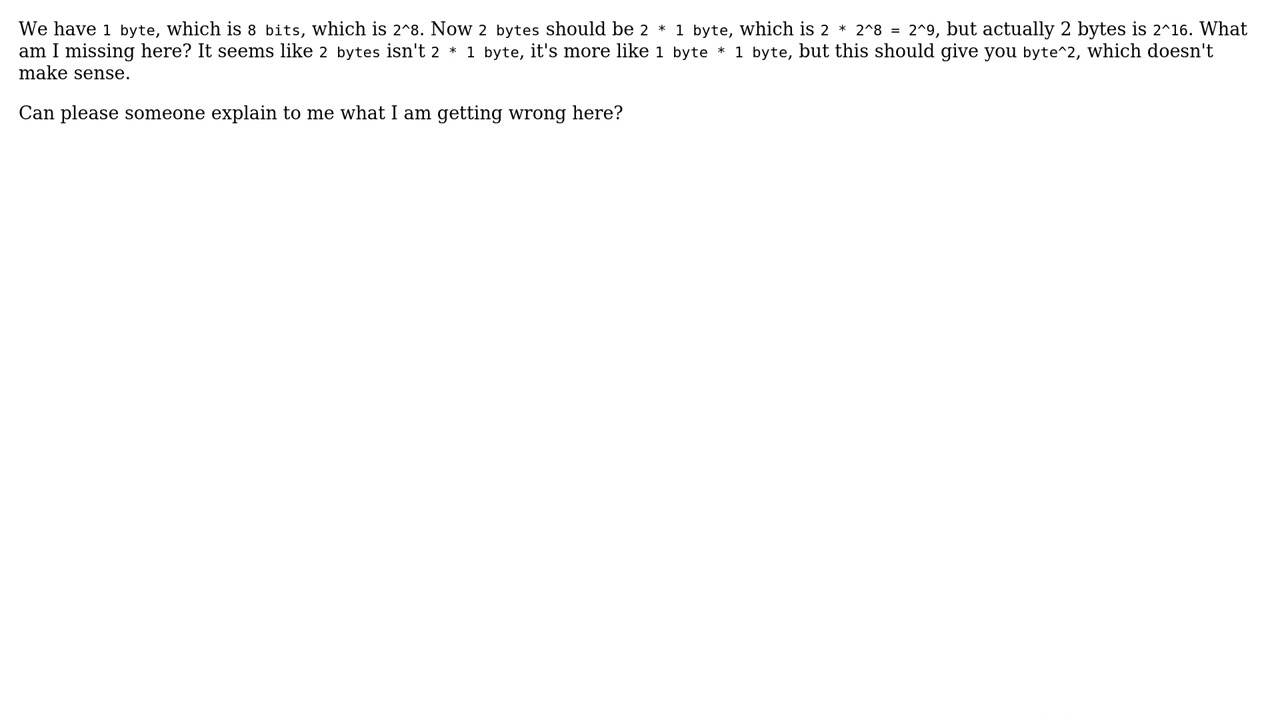 We have 1 byte, which is 8 bits, which is 2^8. Now 2 bytes should be 2 * 1 byte, which is 2 * 2^8 = 2^9, but actually 2 bytes is 2^16. What
am I missing here? It seems like 2 bytes isn't 2 * 1 byte, it's more like 1 byte * 1 byte, but this should give you byte^2, which doesn't
make sense.
Can please someone explain to me what I am getting wrong here?